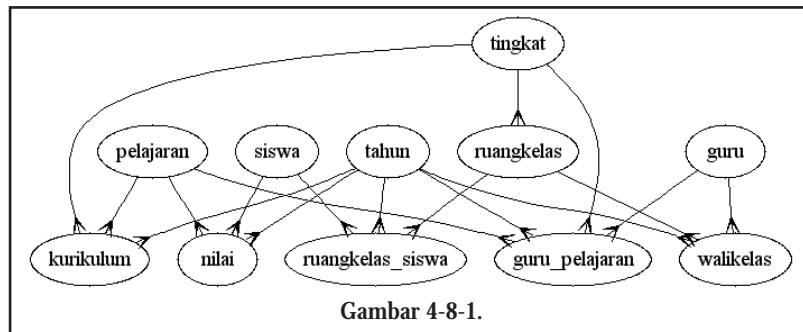 tingkat
pelajaran
siswa
tahun
ruangkelas
guru
kurikulum
nilai
ruangkelas_siswa
guru_pelajaran
walikelas
Gambar 4-8-1.